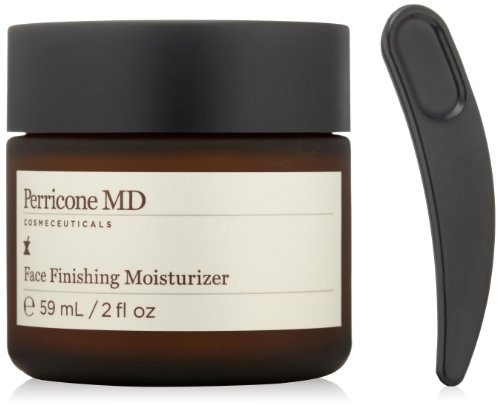 Perricone MD
COSMECEUTICALS
Face Finishing Moisturizer
℮ 59 mL / 2 fl oz